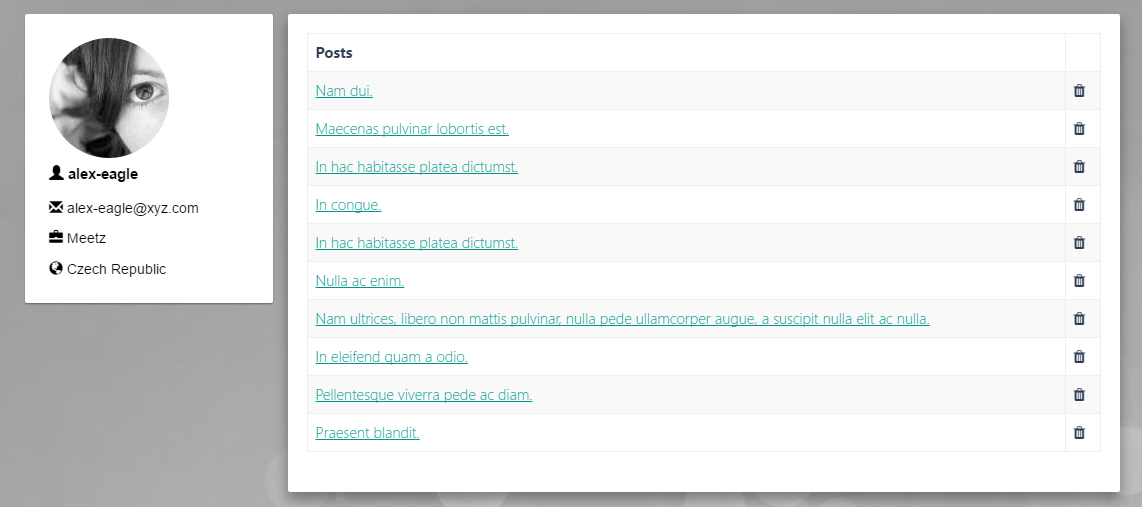 alex-eagle
alex-eagle@xyz.com
Meetz
Czech Republic
Posts
Nam dui.
Maecenas pulvinar lobortis est.
In hac habitasse platea dictumst.
In congue.
In hac habitasse platea dictumst.
Nulla ac enim.
Nam ultrices, libero non mattis pulvinar, nulla pede ullamcorper augue, a suscipit nulla elit ac nulla.
In eleifend quam a odio.
Pellentesque viverra pede ac diam.
Praesent blandit.